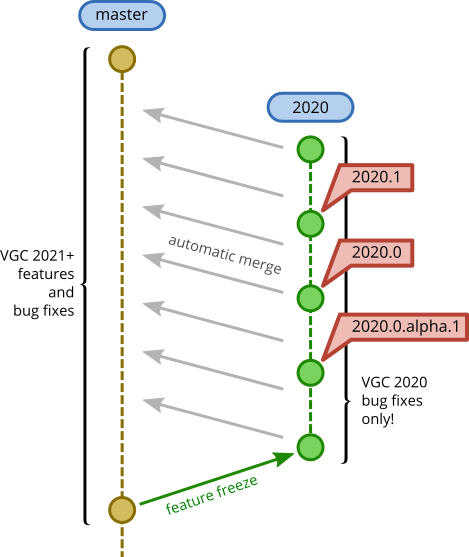 master
2020
2020.1
2020.0
automatic merge
VGC 2021+
features
and
bug fixes
2020.0.alpha.1
VGC 2020
bug fixes
only!
feature freeze